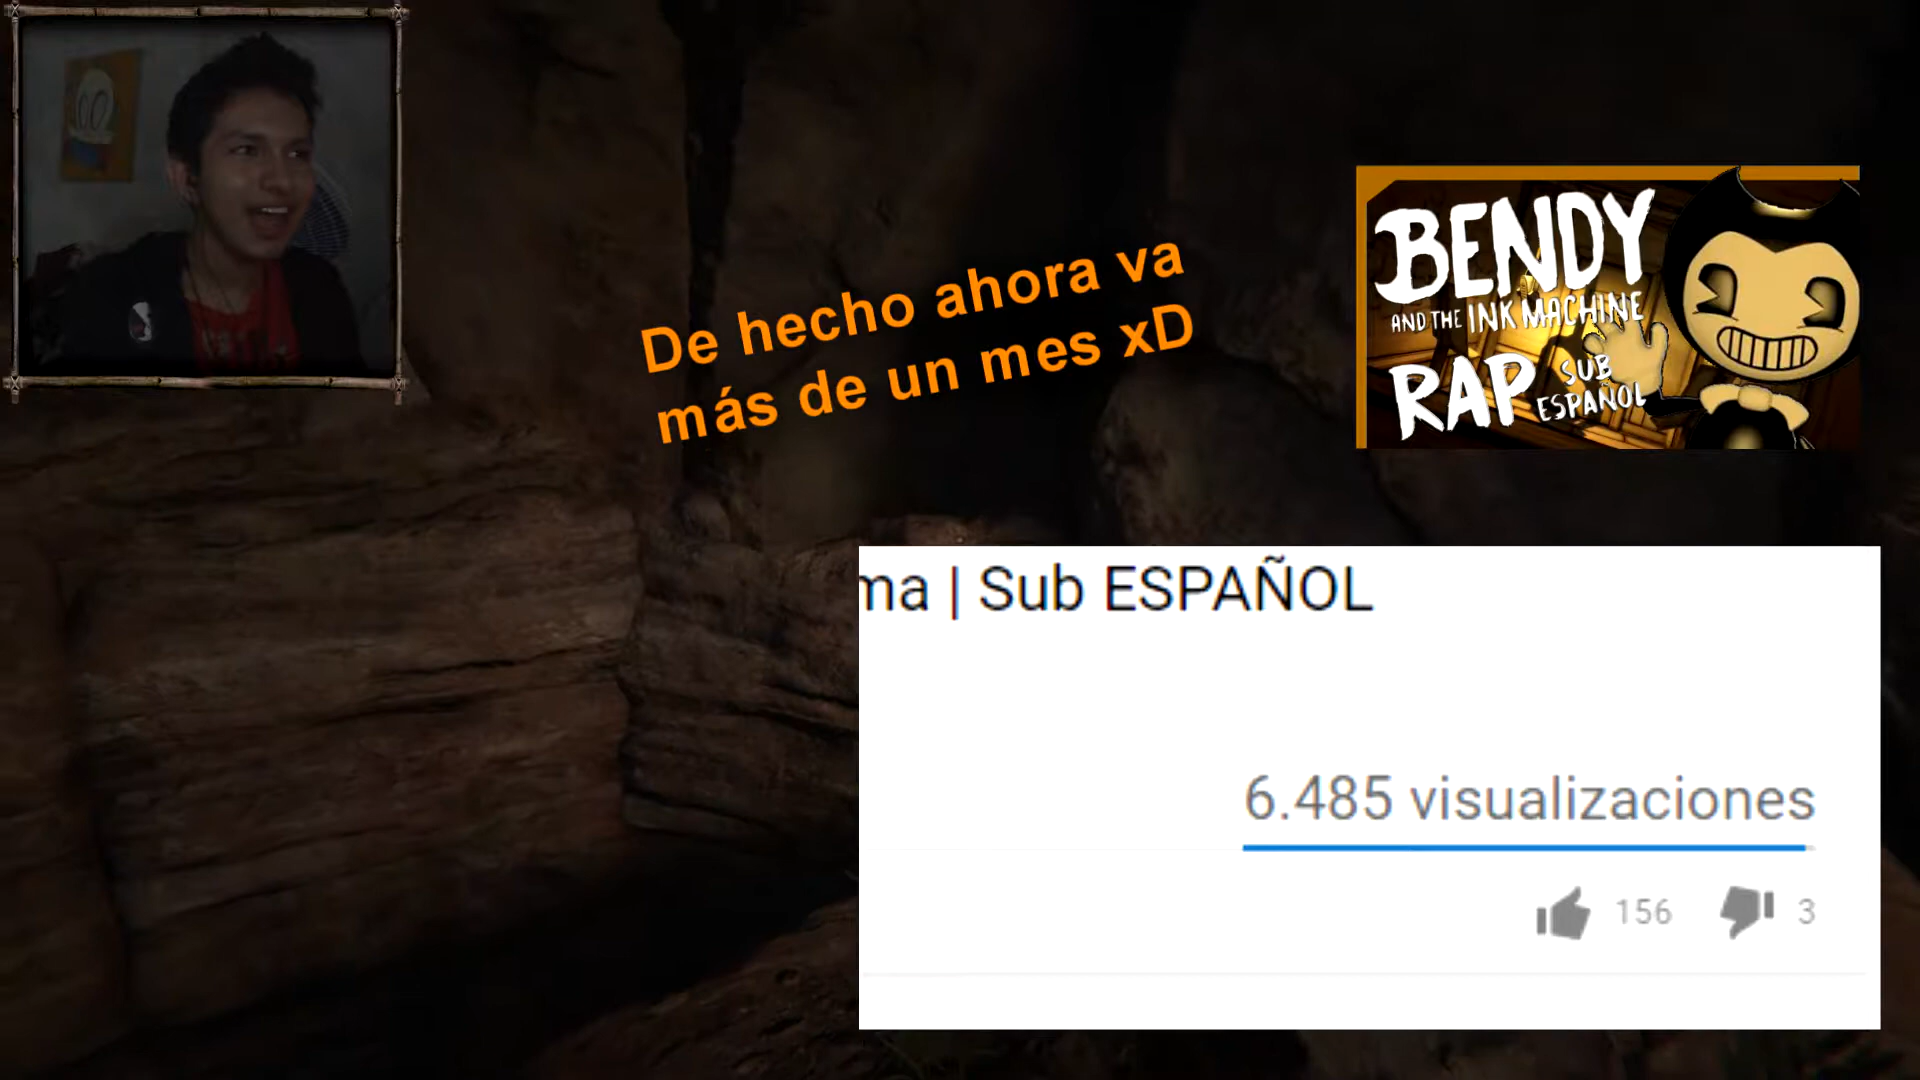 De hecho ahora va
más de un mes xD
BENDY
AND THE INK MACHINE
RAP SUB
ESPAÑOL
ma | Sub ESPAÑOL
6.485 visualizaciones
156 3